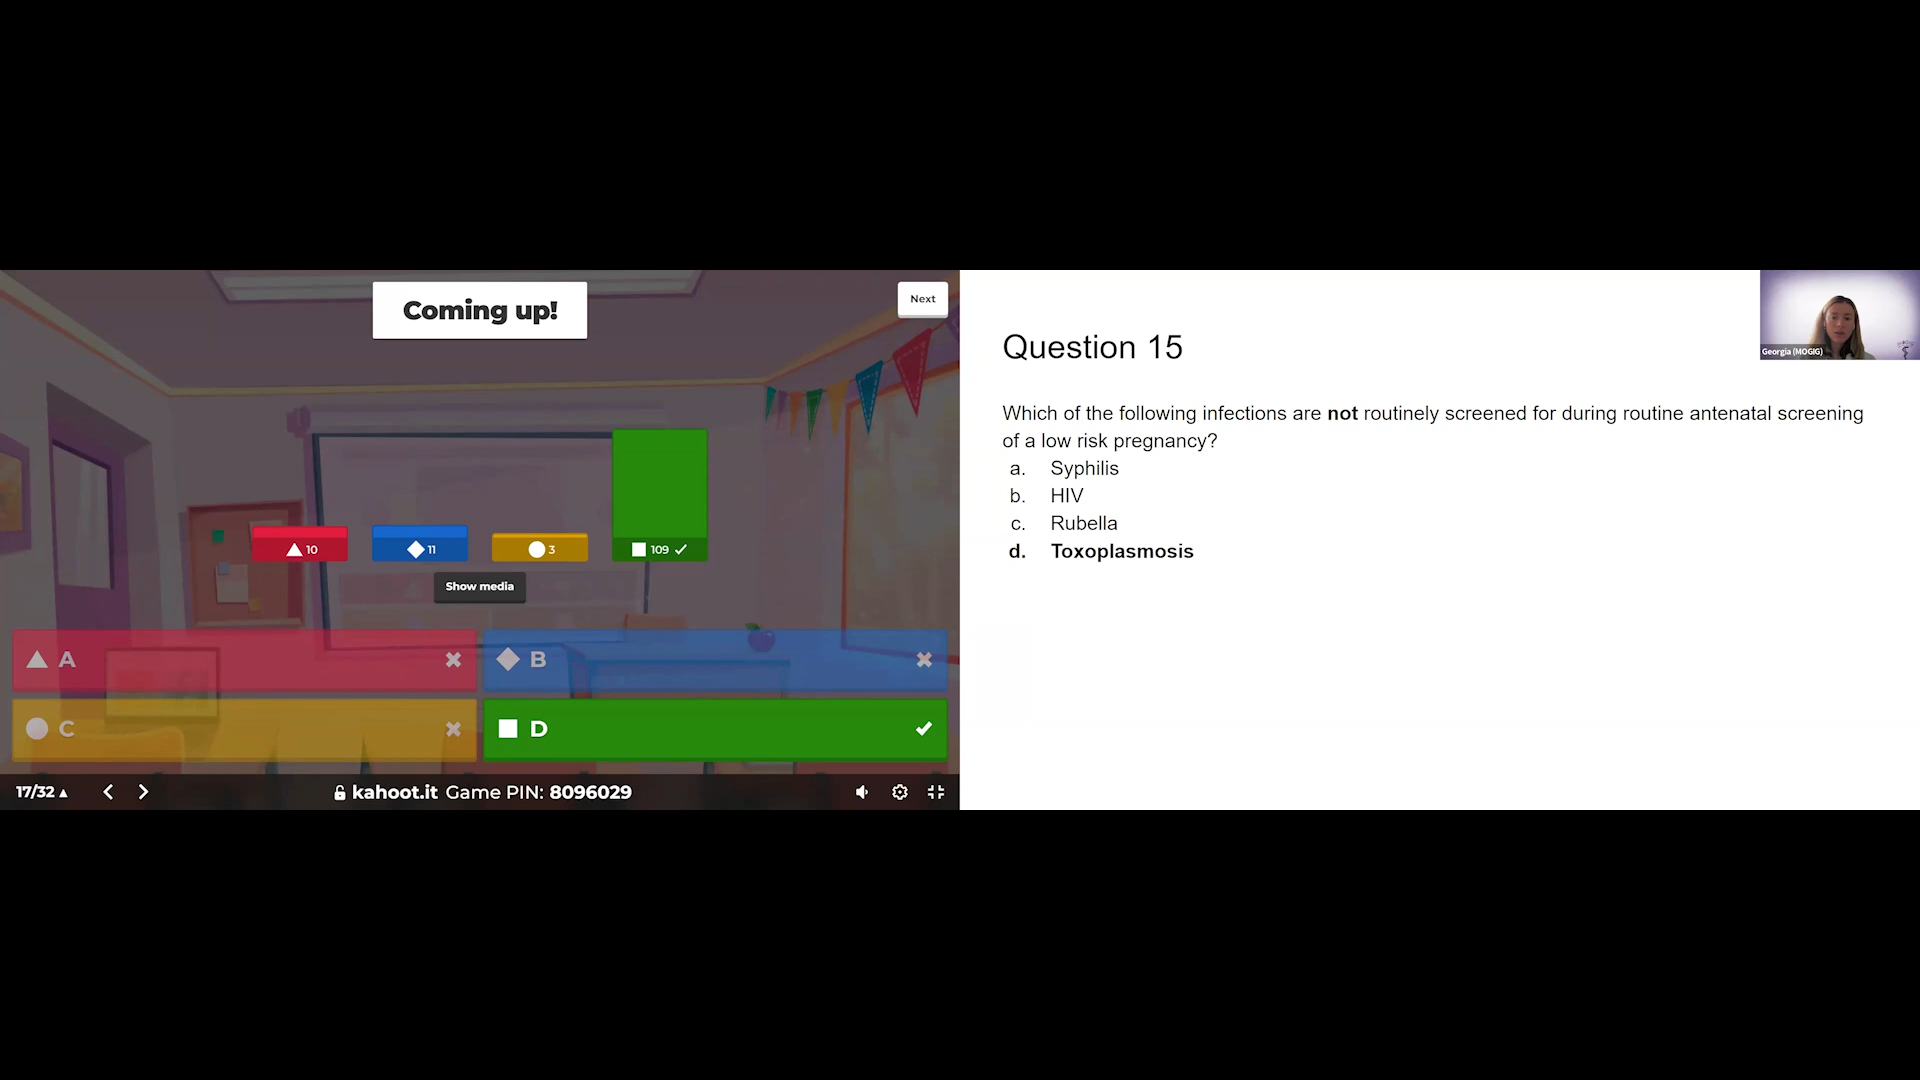 Coming up!
Next
10
11
3
109
Show media
A
B
C
D
17/32
kahoot.it Game PIN: 8096029
Question 15
Which of the following infections are not routinely screened for during routine antenatal screening
of a low risk pregnancy?
a. Syphilis
b. HIV
c. Rubella
d. Toxoplasmosis
Georgia (MOGIG)